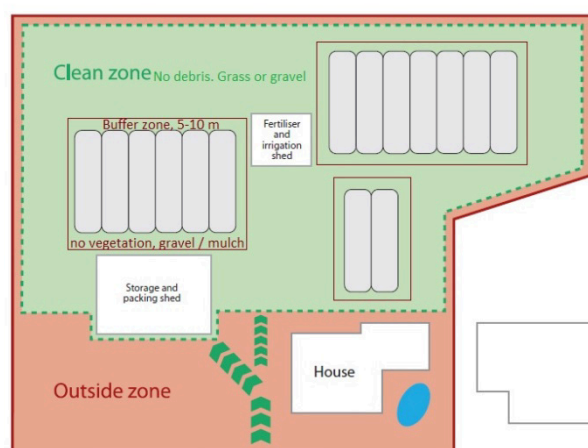 Clean zone No debris. Grass or gravel
Buffer zone, 5-10 m
Fertiliser
and
irrigation
shed
no vegetation, gravel / mulch
Storage and
packing shed
House
Outside zone